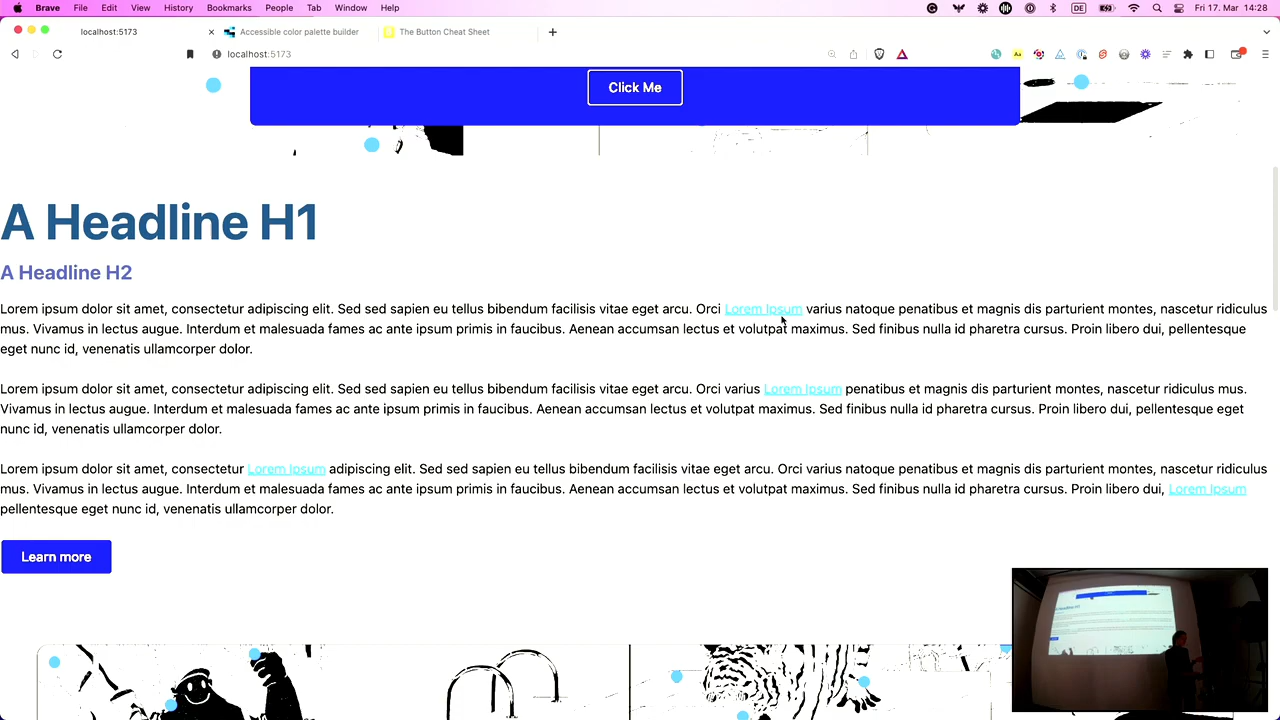 Brave File Edit View History Bookmarks People Tab Window Help DE Fri 17. Mar 14:28
localhost:5173 Accessible color palette builder The Button Cheat Sheet
localhost:5173
Click Me
A Headline H1
A Headline H2
Lorem ipsum dolor sit amet, consectetur adipiscing elit. Sed sed sapien eu tellus bibendum facilisis vitae eget arcu. Orci Lorem Ipsum varius natoque penatibus et magnis dis parturient montes, nascetur ridiculus
mus. Vivamus in lectus augue. Interdum et malesuada fames ac ante ipsum primis in faucibus. Aenean accumsan lectus et volutpat maximus. Sed finibus nulla id pharetra cursus. Proin libero dui, pellentesque
eget nunc id, venenatis ullamcorper dolor.
Lorem ipsum dolor sit amet, consectetur adipiscing elit. Sed sed sapien eu tellus bibendum facilisis vitae eget arcu. Orci varius Lorem Ipsum penatibus et magnis dis parturient montes, nascetur ridiculus mus.
Vivamus in lectus augue. Interdum et malesuada fames ac ante ipsum primis in faucibus. Aenean accumsan lectus et volutpat maximus. Sed finibus nulla id pharetra cursus. Proin libero dui, pellentesque eget
nunc id, venenatis ullamcorper dolor.
Lorem ipsum dolor sit amet, consectetur Lorem Ipsum adipiscing elit. Sed sed sapien eu tellus bibendum facilisis vitae eget arcu. Orci varius natoque penatibus et magnis dis parturient montes, nascetur ridiculus
mus. Vivamus in lectus augue. Interdum et malesuada fames ac ante ipsum primis in faucibus. Aenean accumsan lectus et volutpat maximus. Sed finibus nulla id pharetra cursus. Proin libero dui, Lorem Ipsum
pellentesque eget nunc id, venenatis ullamcorper dolor.
Learn more